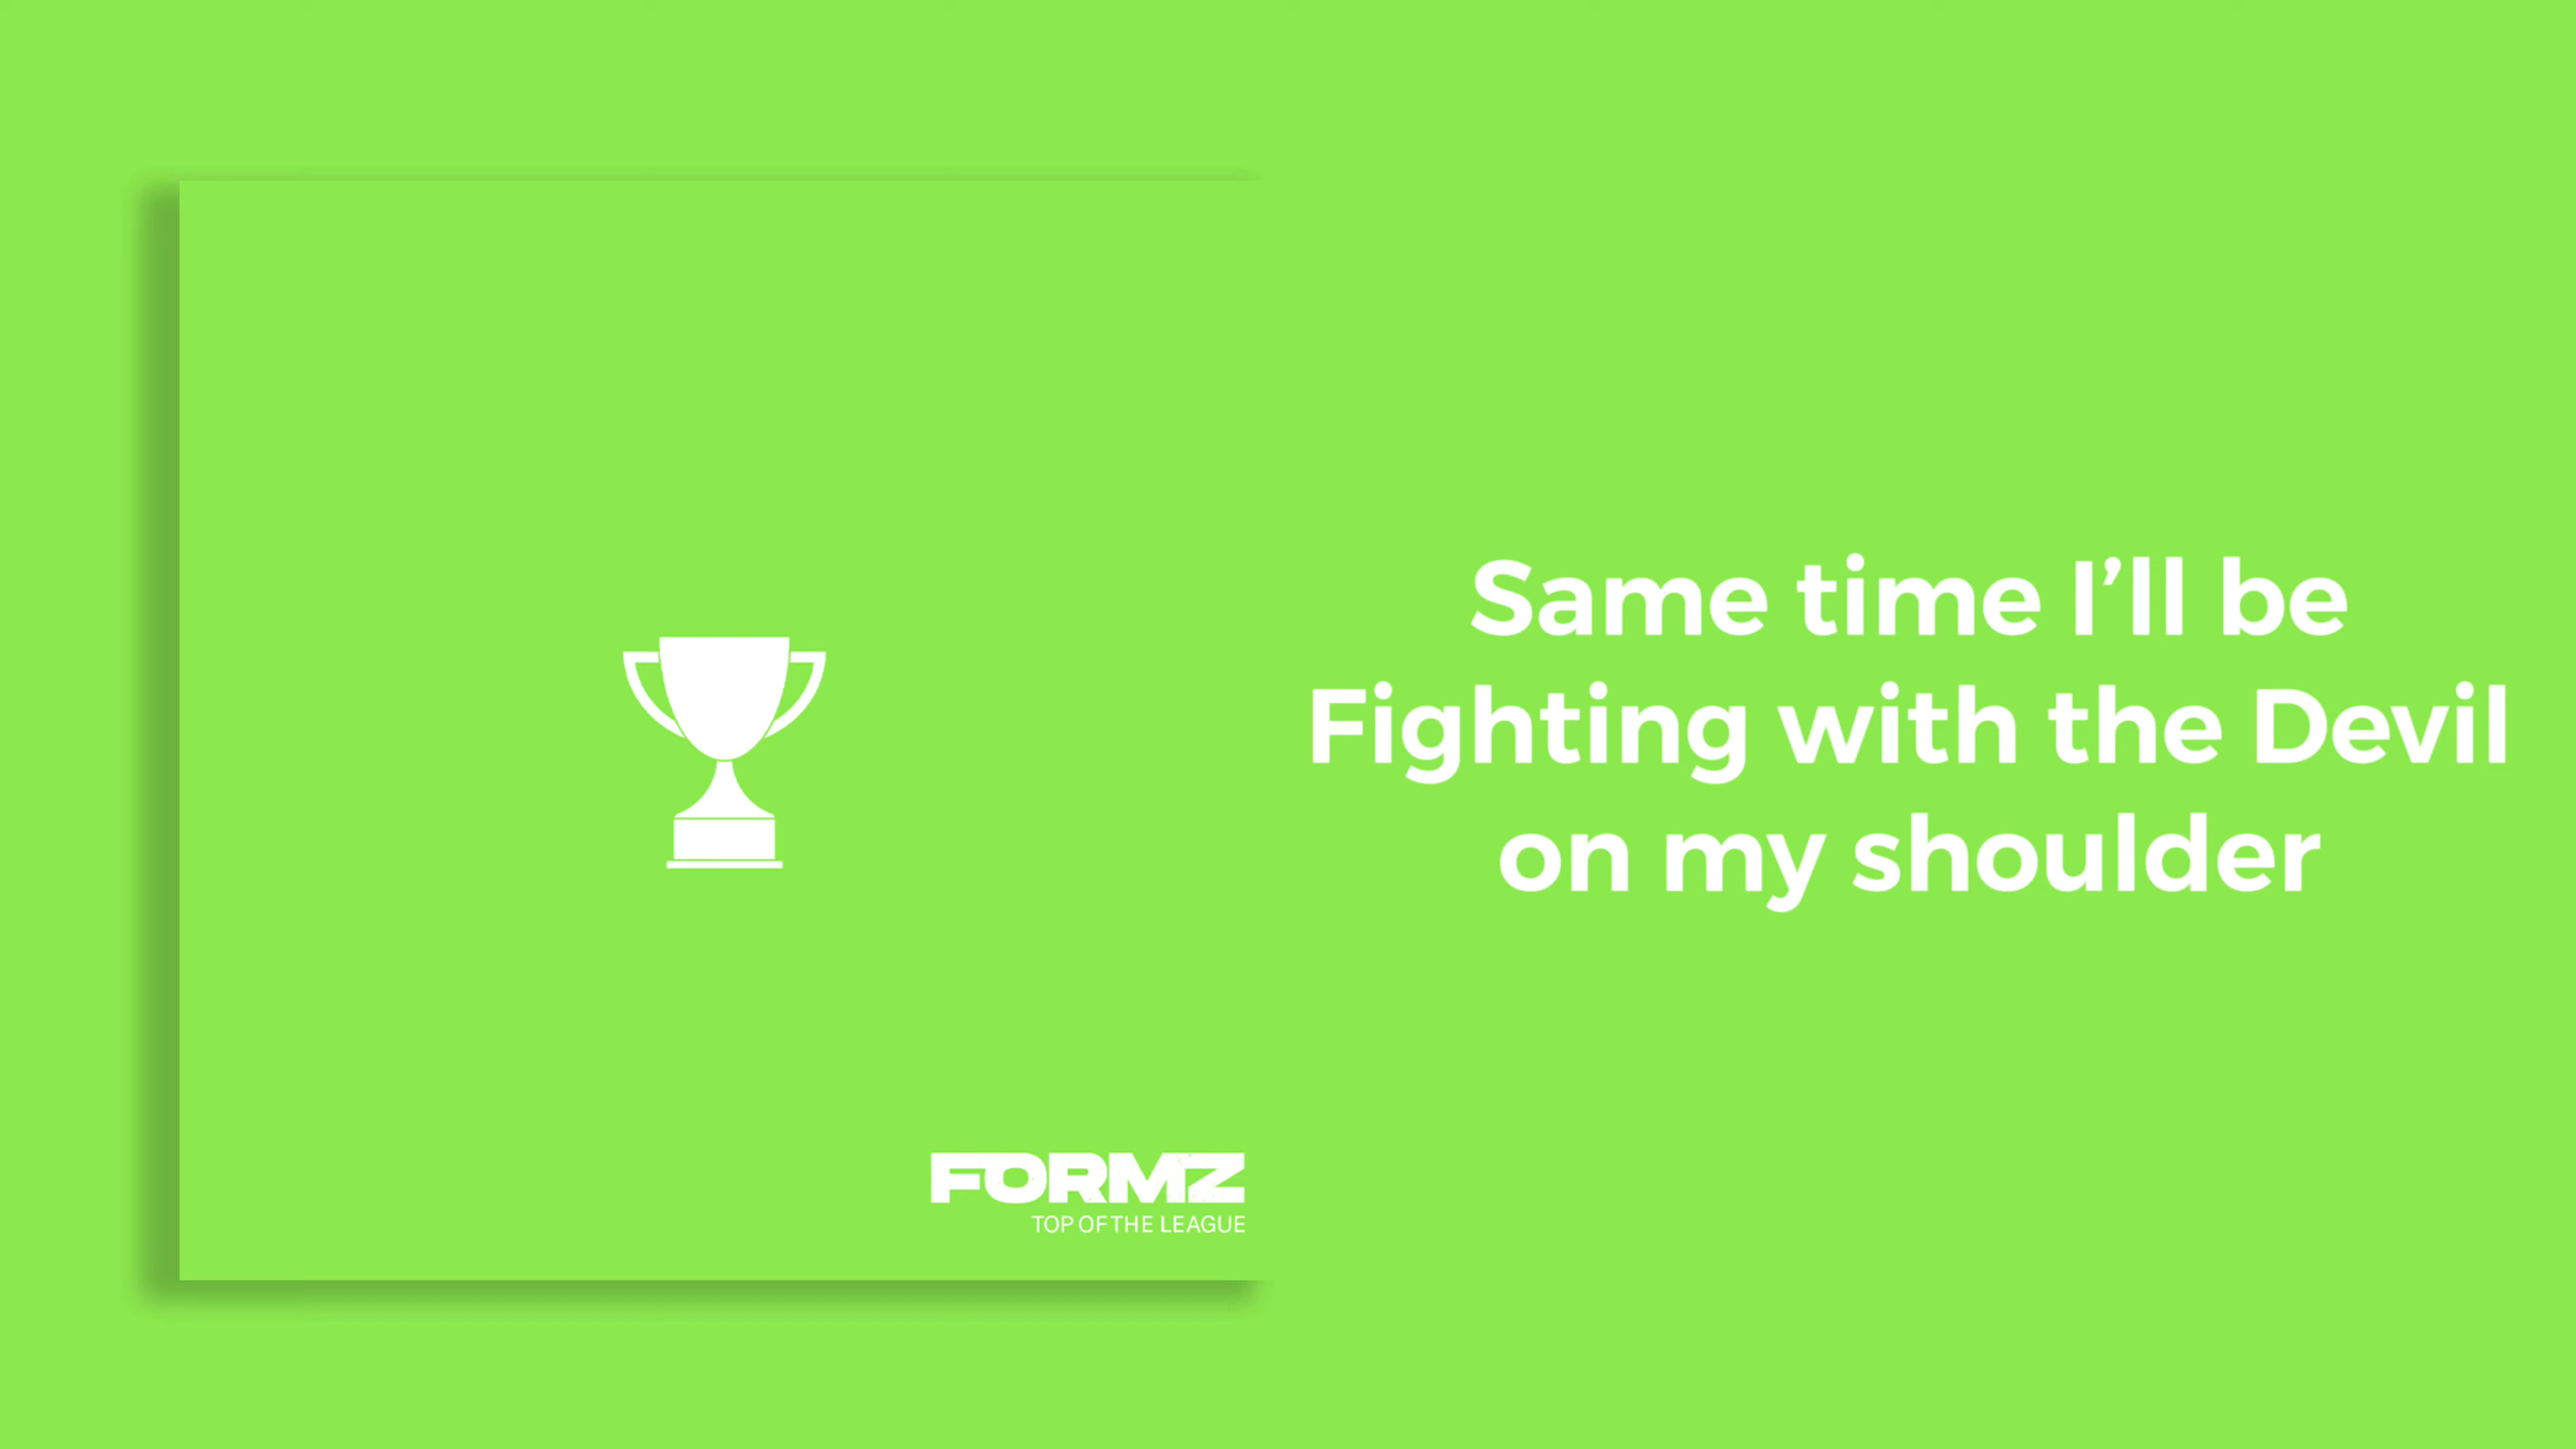 Same time I’ll be
Fighting with the Devil
on my shoulder
FORMZ
TOP OF THE LEAGUE